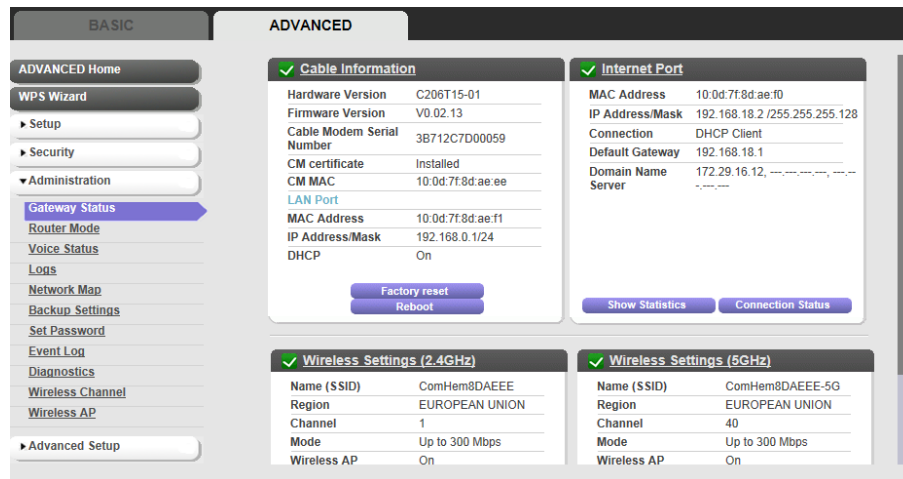 BASIC
ADVANCED
ADVANCED Home
WPS Wizard
Setup
Security
Administration
Gateway Status
Router Mode
Voice Status
Logs
Network Map
Backup Settings
Set Password
Event Log
Diagnostics
Wireless Channel
Wireless AP
Advanced Setup
Cable Information
Hardware Version C206T15-01
Firmware Version V0.02.13
Cable Modem Serial
Number 3B712C7D00059
CM certificate Installed
CM MAC 10:0d:7f:8d:ae:ee
LAN Port
MAC Address 10:0d:7f:8d:ae:f1
IP Address/Mask 192.168.0.1/24
DHCP On
Factory reset
Reboot
Internet Port
MAC Address 10:0d:7f:8d:ae:f0
IP Address/Mask 192.168.18.2 /255.255.255.128
Connection DHCP Client
Default Gateway 192.168.18.1
Domain Name 172.29.16.12, ---.---.---.---, ---.--
Server -.---.---
Show Statistics
Connection Status
Wireless Settings (2.4GHz)
Name (SSID) ComHem8DAEEE
Region EUROPEAN UNION
Channel 1
Mode Up to 300 Mbps
Wireless AP On
Wireless Settings (5GHz)
Name (SSID) ComHem8DAEEE-5G
Region EUROPEAN UNION
Channel 40
Mode Up to 300 Mbps
Wireless AP On